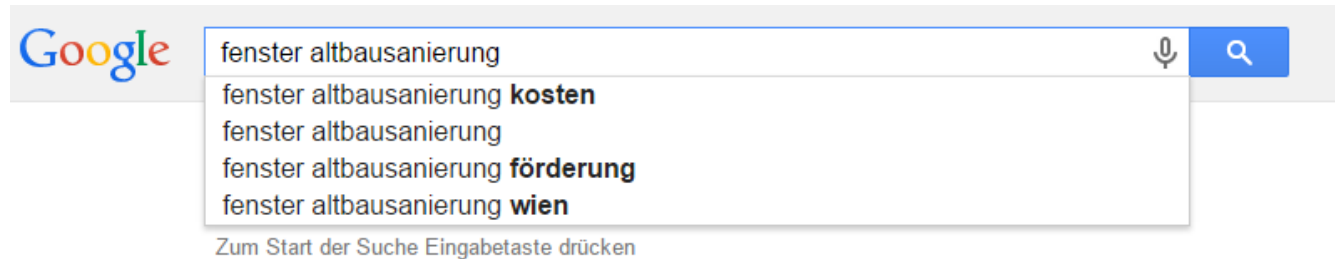 Google fenster altbausanierung
fenster altbausanierung kosten
fenster altbausanierung
fenster altbausanierung förderung
fenster altbausanierung wien
Zum Start der Suche Eingabetaste drücken